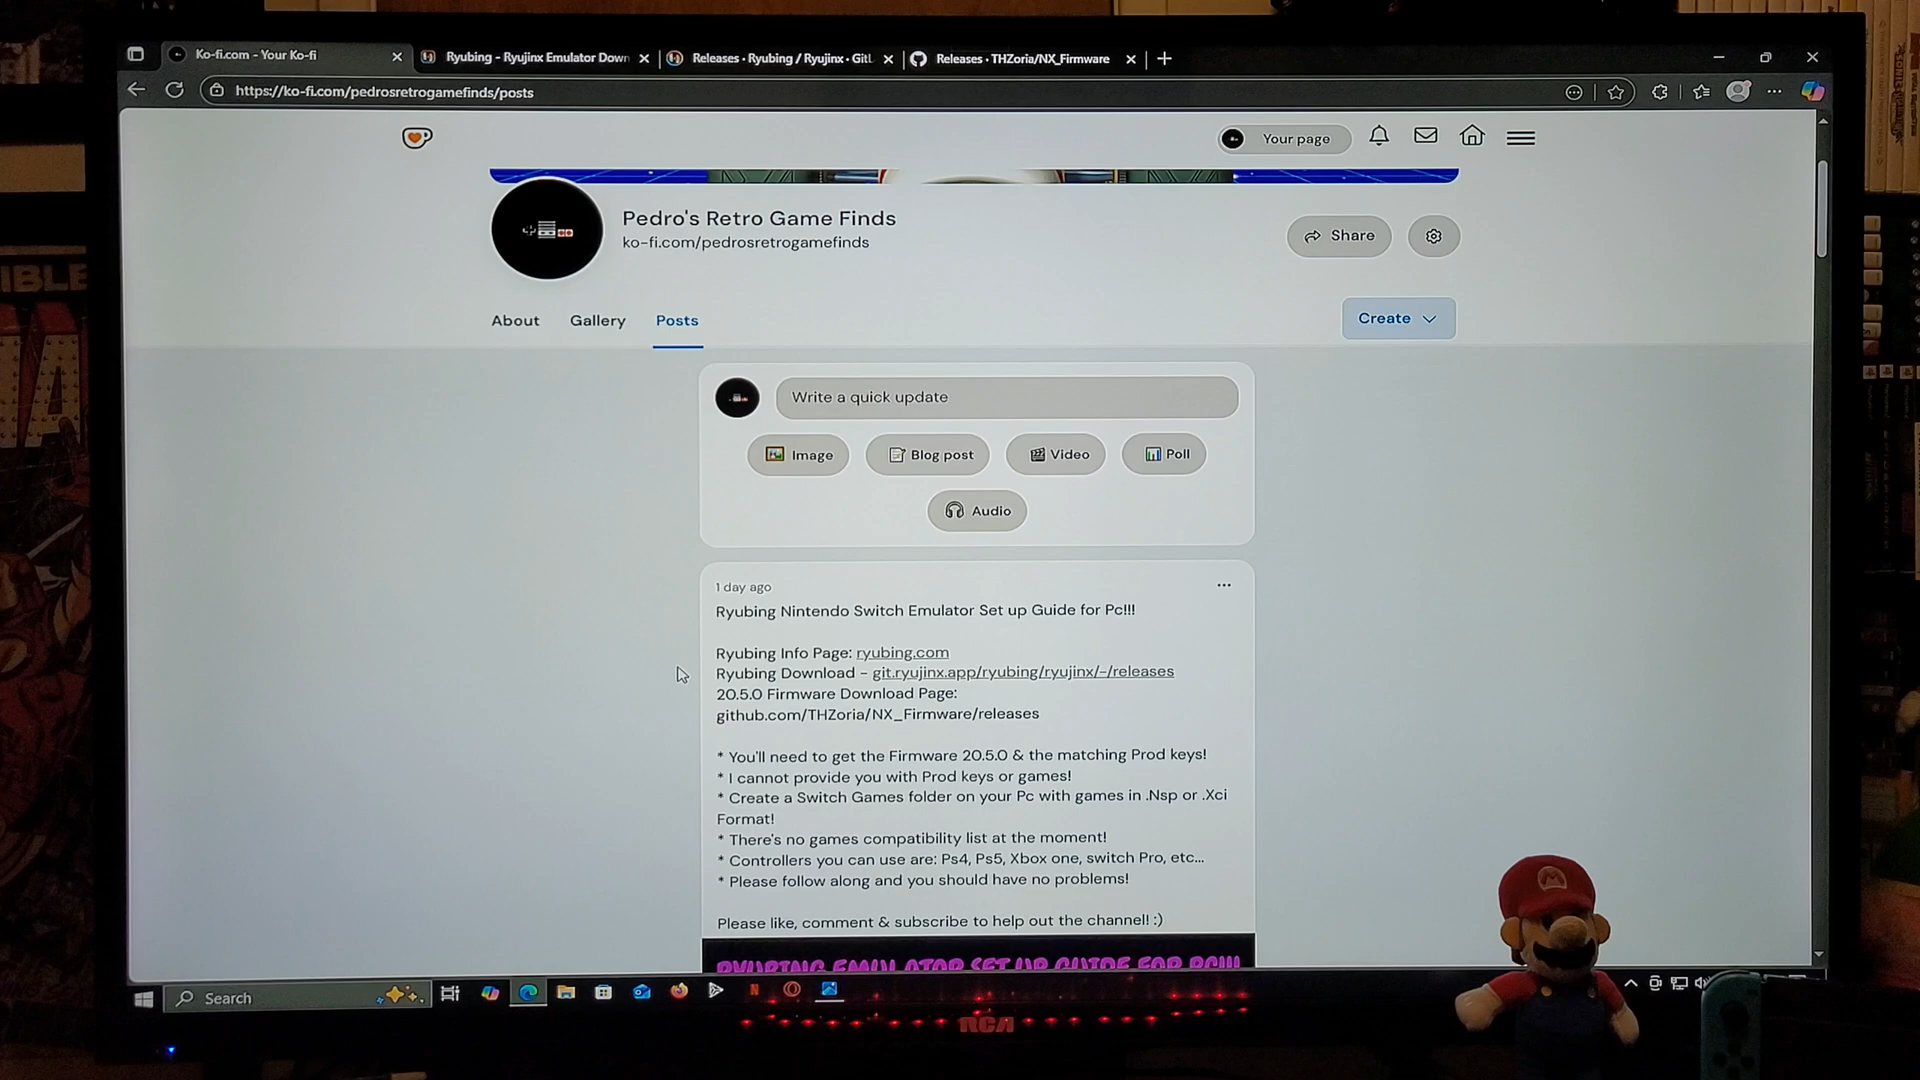 Ko-fi.com - Your Ko-fi
Ryubing - Ryujinx Emulator Down
Releases · Ryubing / Ryujinx · GitL
Releases · THZoria/NX_Firmware
https://ko-fi.com/pedrosretrogamefinds/posts
Your page
Pedro's Retro Game Finds
ko-fi.com/pedrosretrogamefinds
Share
About
Gallery
Posts
Create
Write a quick update
Image
Blog post
Video
Poll
Audio
1 day ago
Ryubing Nintendo Switch Emulator Set up Guide for Pc!!!
Ryubing Info Page: ryubing.com
Ryubing Download - git.ryujinx.app/ryubing/ryujinx/-/releases
20.5.0 Firmware Download Page:
github.com/THZoria/NX_Firmware/releases
* You'll need to get the Firmware 20.5.0 & the matching Prod keys!
* I cannot provide you with Prod keys or games!
* Create a Switch Games folder on your Pc with games in .Nsp or .Xci
Format!
* There's no games compatibility list at the moment!
* Controllers you can use are: Ps4, Ps5, Xbox one, switch Pro, etc...
* Please follow along and you should have no problems!
Please like, comment & subscribe to help out the channel! :)
RYUBING EMULATOR SET UP GUIDE FOR PC!!!
Search
RCA